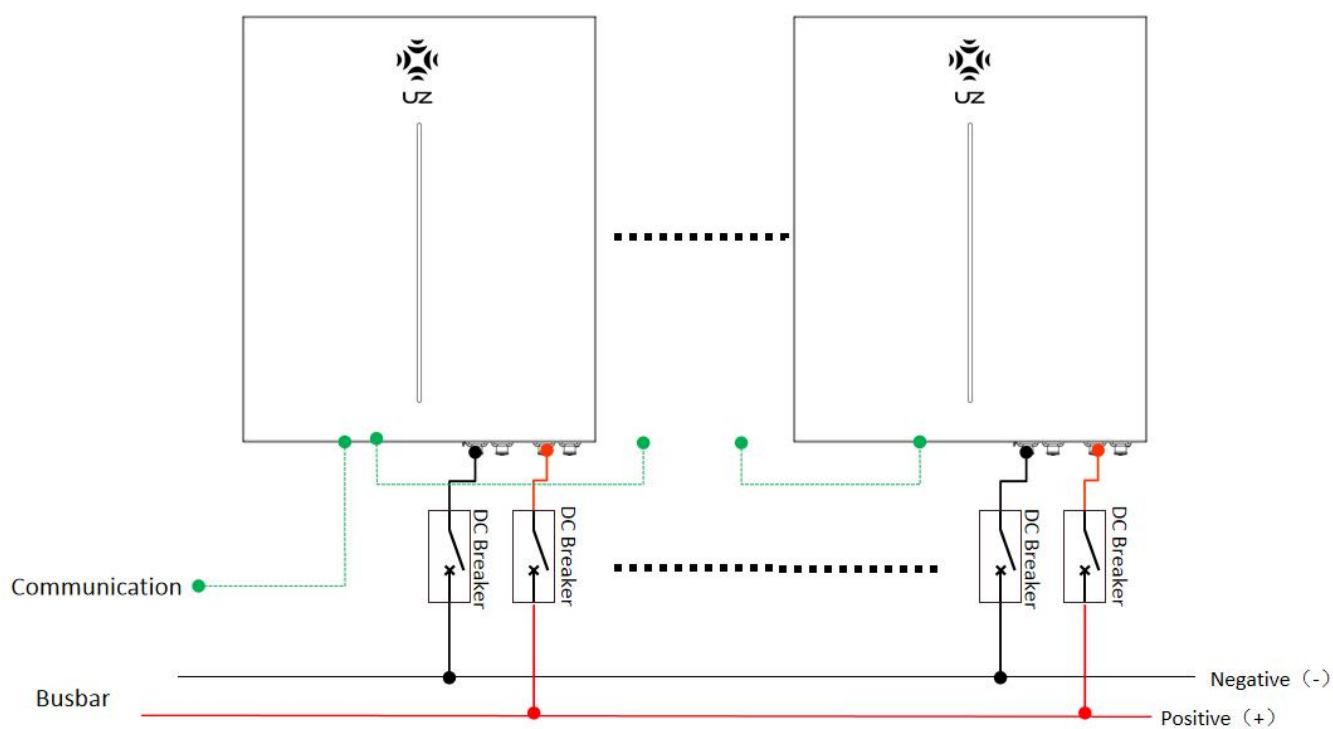 UZ
UZ
DC Breaker
DC Breaker
DC Breaker
DC Breaker
Communication
Negative（-）
Busbar
Positive（+）